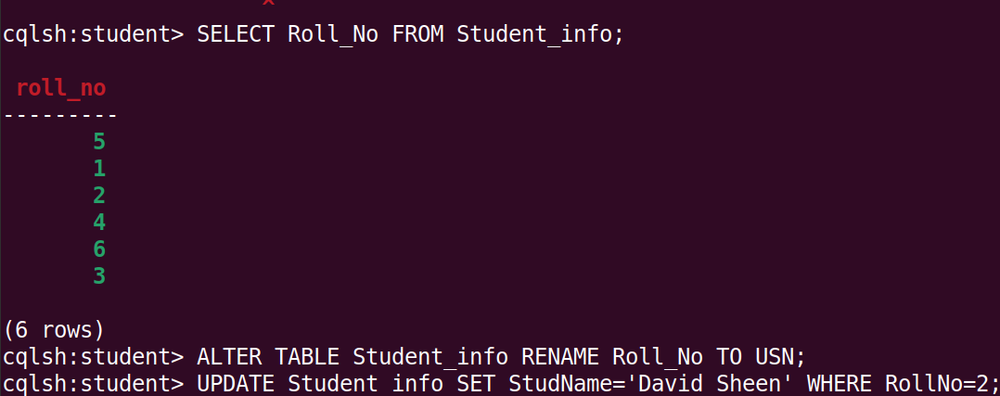 ^
cqlsh:student> SELECT Roll_No FROM Student_info;
roll_no
---------
5
1
2
4
6
3
(6 rows)
cqlsh:student> ALTER TABLE Student_info RENAME Roll_No TO USN;
cqlsh:student> UPDATE Student info SET StudName='David Sheen' WHERE RollNo=2;